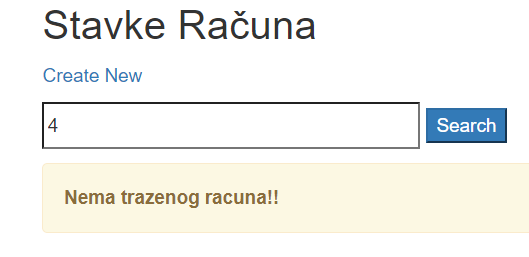 Stavke Računa
Create New
4
Search
Nema trazenog racuna!!